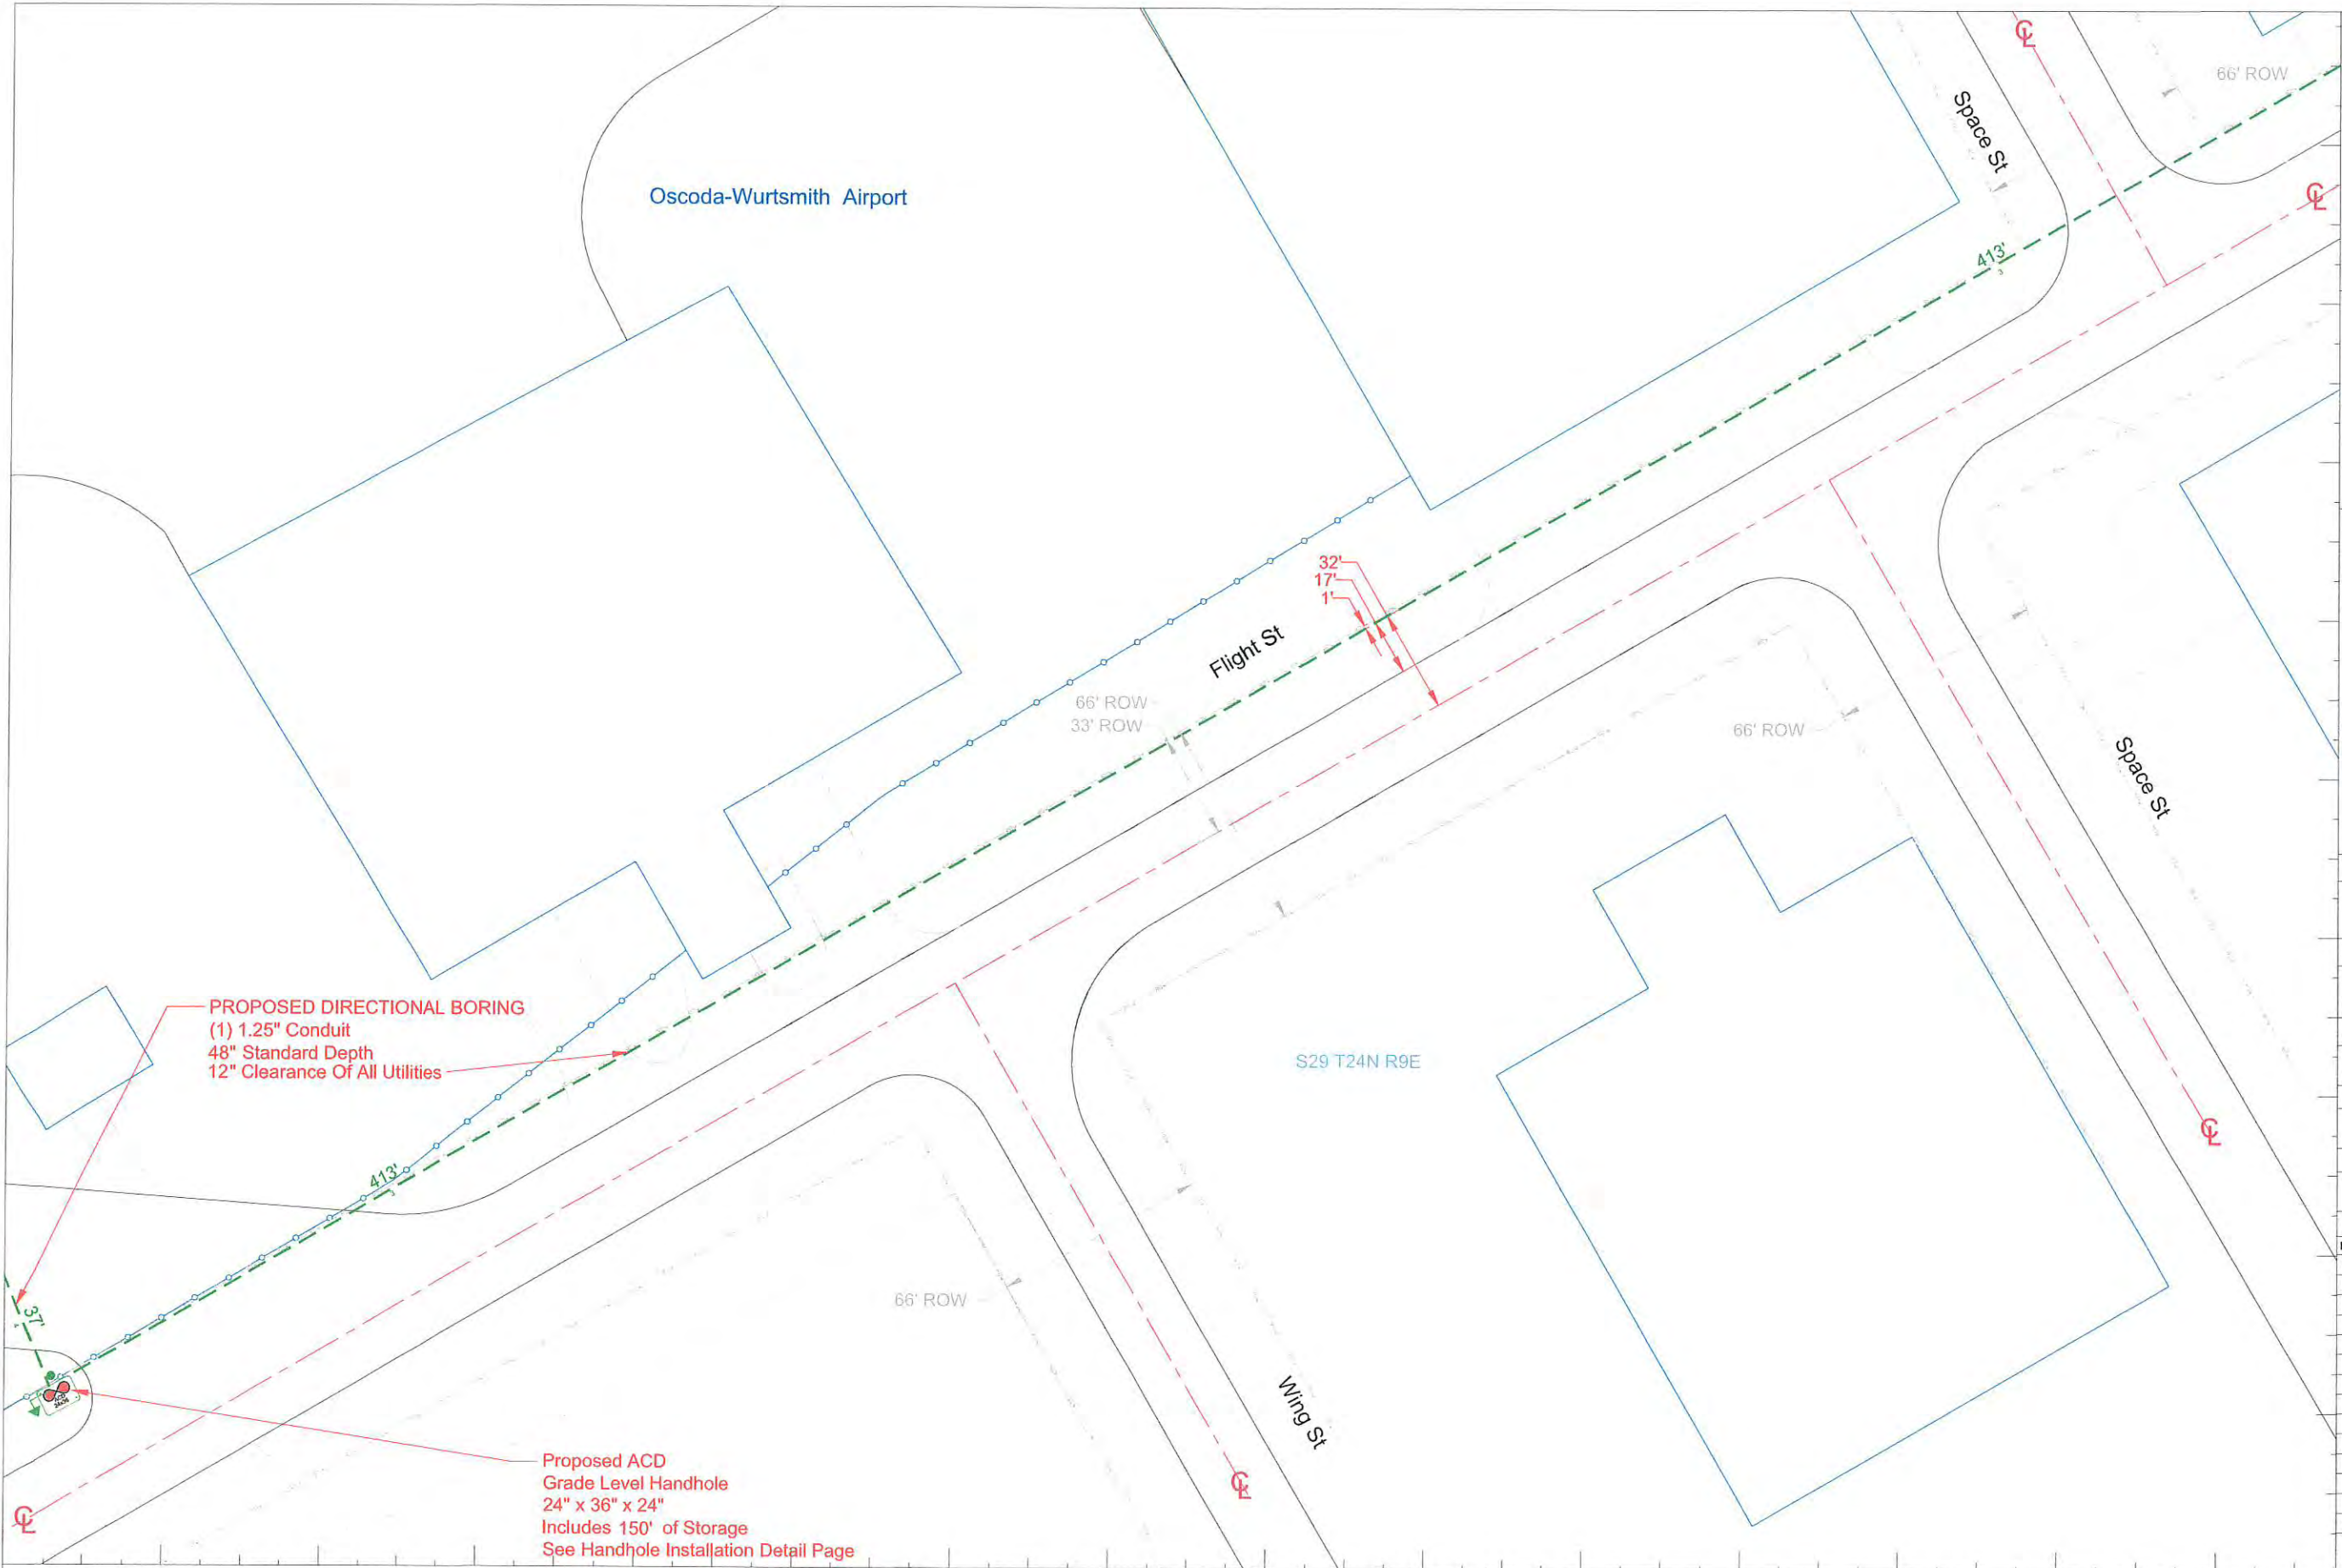 ℄
66' ROW
Space St
℄
Oscoda-Wurtsmith Airport
413'
32'
17'
1'
Flight St
66' ROW
33' ROW
66' ROW
Space St
PROPOSED DIRECTIONAL BORING
(1) 1.25" Conduit
48" Standard Depth
12" Clearance Of All Utilities
S29 T24N R9E
℄
413'
66' ROW
37'
Wing St
℄
Proposed ACD
Grade Level Handhole
24" x 36" x 24"
Includes 150' of Storage
See Handhole Installation Detail Page
℄